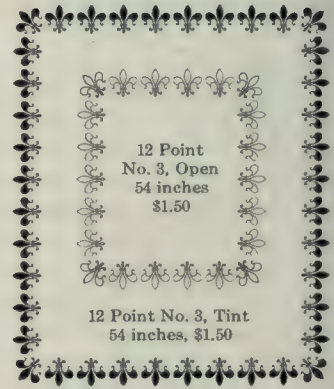 12 Point
No. 3, Open
54 inches
$1.50
12 Point No. 3, Tint
54 inches, $1.50